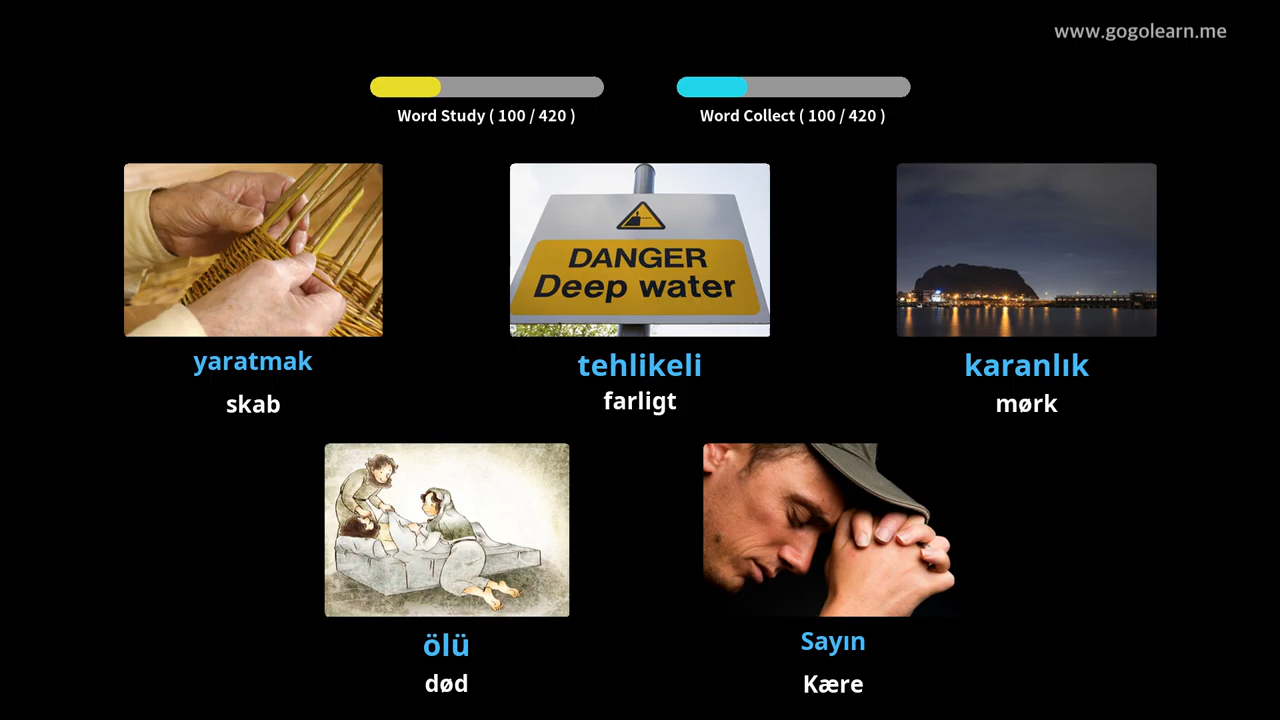 www.gogolearn.me
Word Study ( 100 / 420 )
Word Collect ( 100 / 420 )
DANGER
Deep water
yaratmak
skab
tehlikeli
farligt
karanlık
mørk
ölü
død
Sayın
Kære